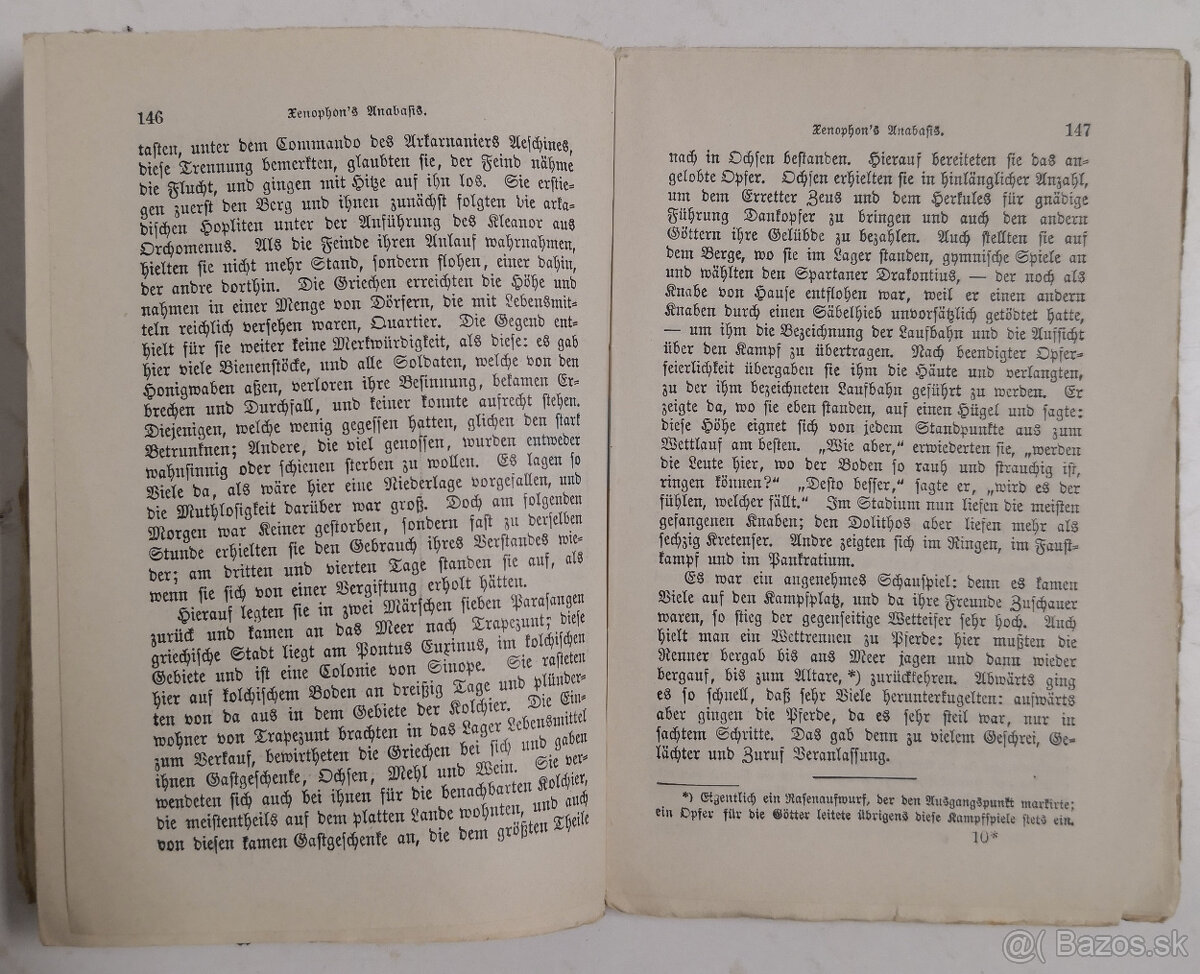 146
Xenophon's Anabasis.
tasten, unter dem Commando des Arkarnaniers Aeschines,
diese Trennung bemerkten, glaubten sie, der Feind nähme
die Flucht, und gingen mit Hitze auf ihn los. Sie erstie-
gen zuerst den Berg und ihnen zunächst folgten die arka-
dischen Hopliten unter der Anführung des Kleanor aus
Orchomenus. Als die Feinde ihren Anlauf wahrnahmen,
hielten sie nicht mehr Stand, sondern flohen, einer dahin,
der andre dorthin. Die Griechen erreichten die Höhe und
nahmen in einer Menge von Dörfern, die mit Lebensmit-
teln reichlich versehen waren, Quartier. Die Gegend ent-
hielt für sie weiter keine Merkwürdigkeit, als diese: es gab
hier viele Bienenstöcke, und alle Soldaten, welche von den
Honigwaben aßen, verloren ihre Besinnung, bekamen Er-
brechen und Durchfall, und keiner konnte aufrecht stehen.
Diejenigen, welche wenig gegessen hatten, glichen den stark
Betrunknen; Andere, die viel genossen, wurden entweder
wahnsinnig oder schienen sterben zu wollen. Es lagen so
Viele da, als wäre hier eine Niederlage vorgefallen, und
die Muthlosigkeit darüber war groß. Doch am folgenden
Morgen war Keiner gestorben, sondern fast zu derselben
Stunde erhielten sie den Gebrauch ihres Verstandes wie-
der; am dritten und vierten Tage standen sie auf, als
wenn sie sich von einer Vergiftung erholt hätten.
Hierauf legten sie in zwei Märschen sieben Parasangen
zurück und kamen an das Meer nach Trapezunt; diese
griechische Stadt liegt am Pontus Euxinus, im kolchischen
Gebiete und ist eine Colonie von Sinope. Sie rasteten
hier auf kolchischem Boden an dreißig Tage und plünder-
ten von da aus in dem Gebiete der Kolchier. Die Ein-
wohner von Trapezunt brachten in das Lager Lebensmittel
zum Verkauf, bewirtheten die Griechen bei sich und gaben
ihnen Gastgeschenke, Ochsen, Mehl und Wein. Sie ver-
wendeten sich auch bei ihnen für die benachbarten Kolchier,
die meistentheils auf dem platten Lande wohnten, und auch
von diesen kamen Gastgeschenke an, die dem größten Theile
Xenophon's Anabasis.
147
nach in Ochsen bestanden. Hierauf bereiteten sie das an-
gelobte Opfer. Ochsen erhielten sie in hinlänglicher Anzahl,
um dem Erretter Zeus und dem Herkules für gnädige
Führung Dankopfer zu bringen und auch den andern
Göttern ihre Gelübde zu bezahlen. Auch stellten sie auf
dem Berge, wo sie im Lager standen, gymnische Spiele an
und wählten den Spartaner Drakontius, — der noch als
Knabe von Hause entflohen war, weil er einen andern
Knaben durch einen Säbelhieb unvorsätzlich getödtet hatte,
— um ihm die Bezeichnung der Laufbahn und die Aufsicht
über den Kampf zu übertragen. Nach beendigter Opfer-
feierlichkeit übergaben sie ihm die Häute und verlangten,
zu der ihm bezeichneten Laufbahn geführt zu werden. Er
zeigte da, wo sie eben standen, auf einen Hügel und sagte:
diese Höhe eignet sich von jedem Standpunkte aus zum
Wettlauf am besten. „Wie aber,“ erwiederten sie, „werden
die Leute hier, wo der Boden so rauh und strauchig ist,
ringen können?“ „Desto besser,“ sagte er, „wird es der
fühlen, welcher fällt.“ Im Stadium nun liefen die meisten
gefangenen Knaben; den Dolithos aber liefen mehr als
sechzig Kretenser. Andre zeigten sich im Ringen, im Faust-
kampf und im Pankratium.
Es war ein angenehmes Schauspiel: denn es kamen
Viele auf den Kampfplatz, und da ihre Freunde Zuschauer
waren, so stieg der gegenseitige Wetteifer sehr hoch. Auch
hielt man ein Wettrennen zu Pferde: hier mußten die
Renner bergab bis ans Meer jagen und dann wieder
bergauf, bis zum Altare, *) zurückkehren. Abwärts ging
es so schnell, daß sehr Viele herunterkugelten: aufwärts
aber gingen die Pferde, da es sehr steil war, nur in
sachtem Schritte. Das gab denn zu vielem Geschrei, Ge-
lächter und Zuruf Veranlassung.
*) Eigentlich ein Rasenaufwurf, der den Ausgangspunkt markirte;
ein Opfer für die Götter leitete übrigens diese Kampfspiele stets ein.
10*
@( Bazos.sk